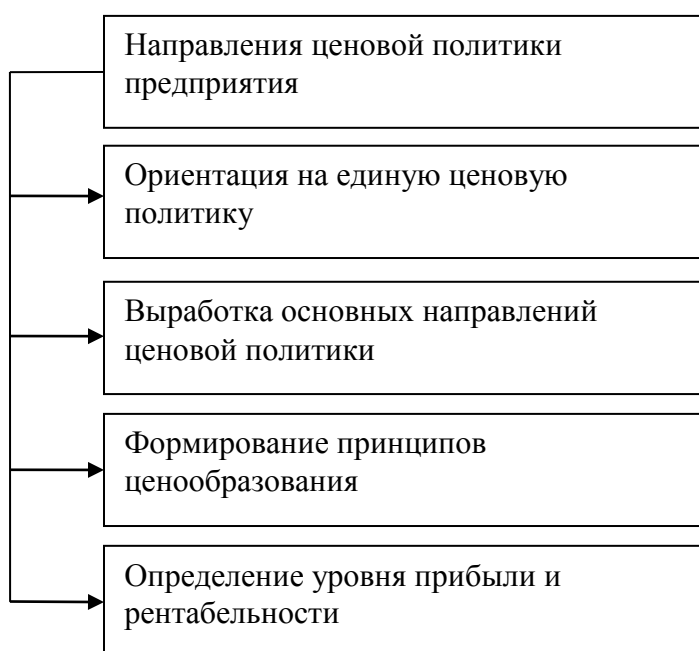 Направления ценовой политики
предприятия
Ориентация на единую ценовую
политику
Выработка основных направлений
ценовой политики
Формирование принципов
ценообразования
Определение уровня прибыли и
рентабельности